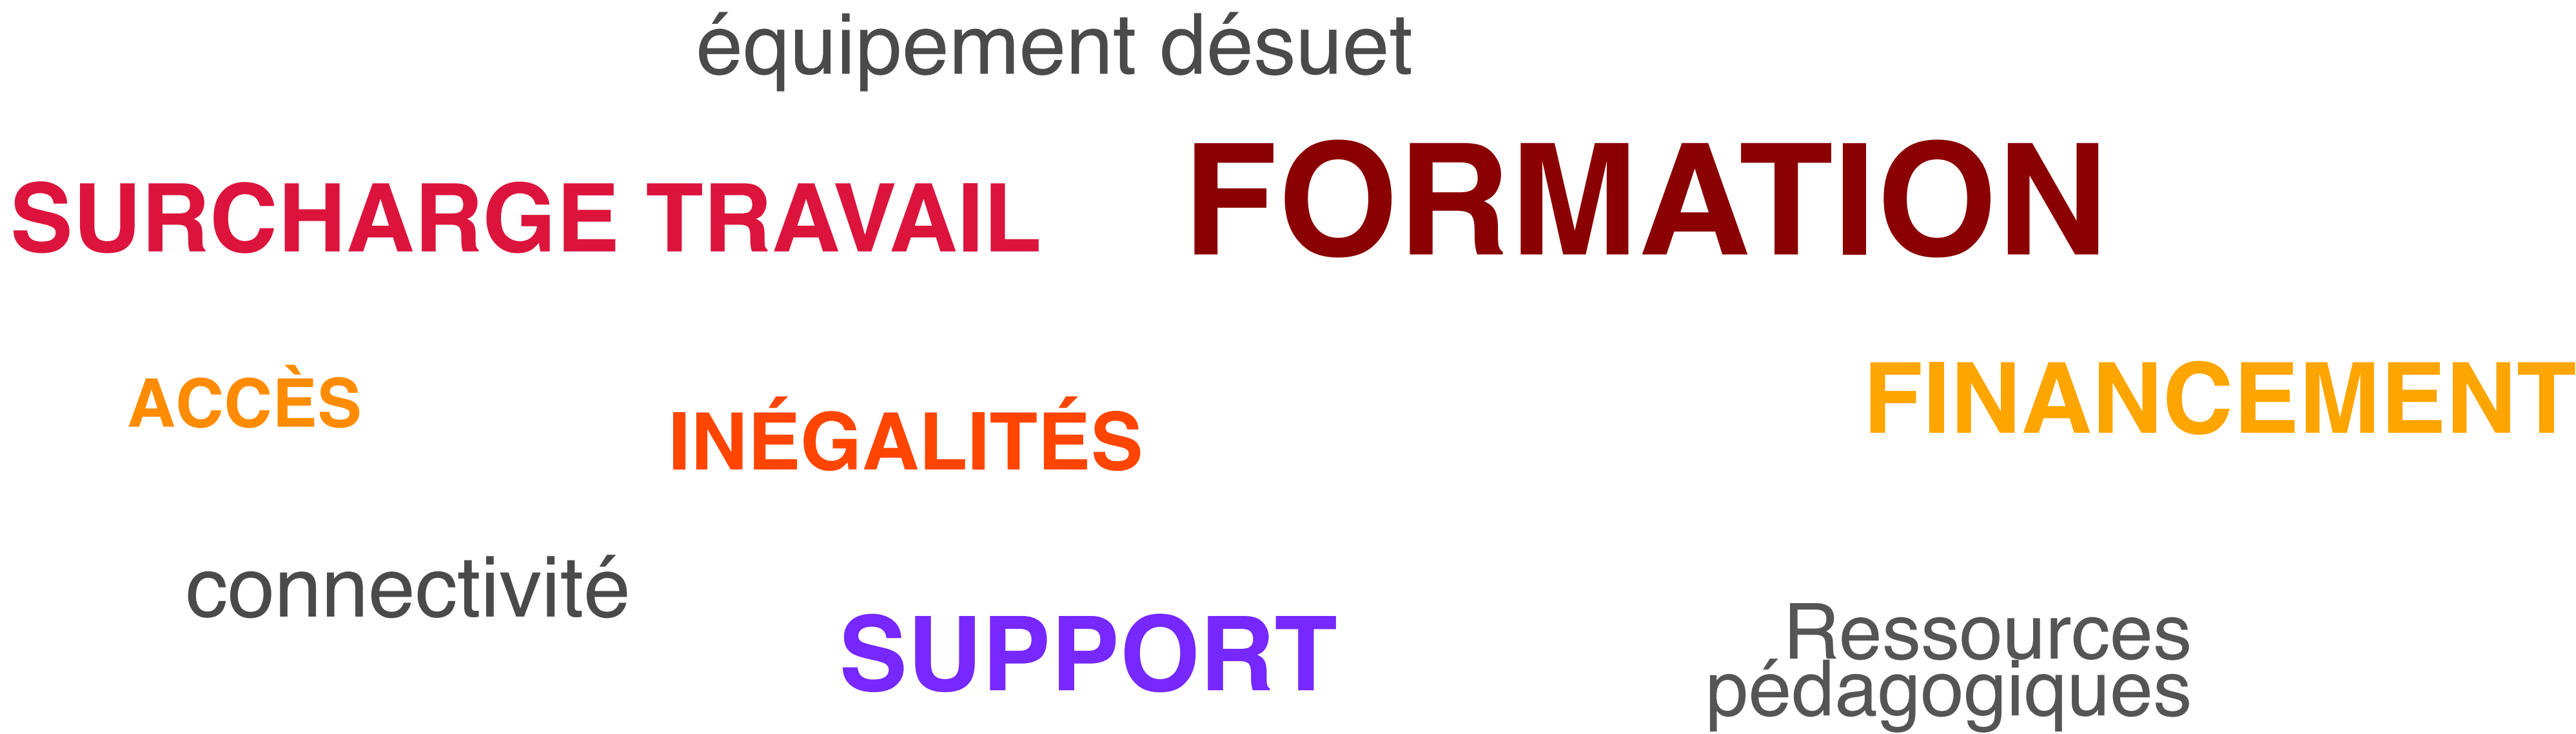 équipement désuet
SURCHARGE TRAVAIL
FORMATION
ACCÈS
INÉGALITÉS
FINANCEMENT
connectivité
SUPPORT
Ressources
pédagogiques